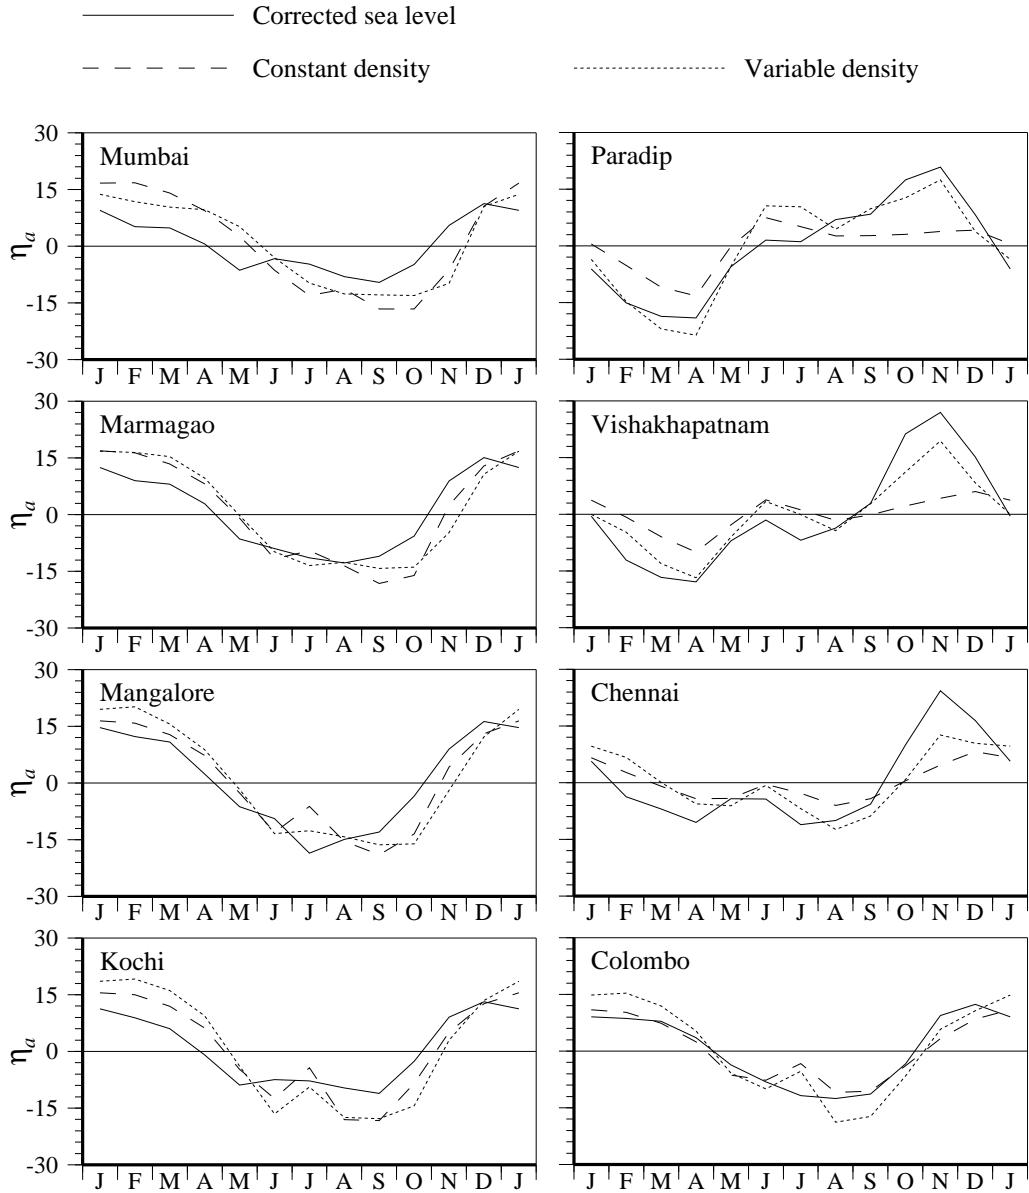 Corrected sea level
Constant density
Variable density
30
15
0
-15
-30
ηa
Mumbai
J F M A M J J A S O N D J
Paradip
J F M A M J J A S O N D J
30
15
0
-15
-30
ηa
Marmagao
J F M A M J J A S O N D J
Vishakhapatnam
J F M A M J J A S O N D J
30
15
0
-15
-30
ηa
Mangalore
J F M A M J J A S O N D J
Chennai
J F M A M J J A S O N D J
30
15
0
-15
-30
ηa
Kochi
J F M A M J J A S O N D J
Colombo
J F M A M J J A S O N D J